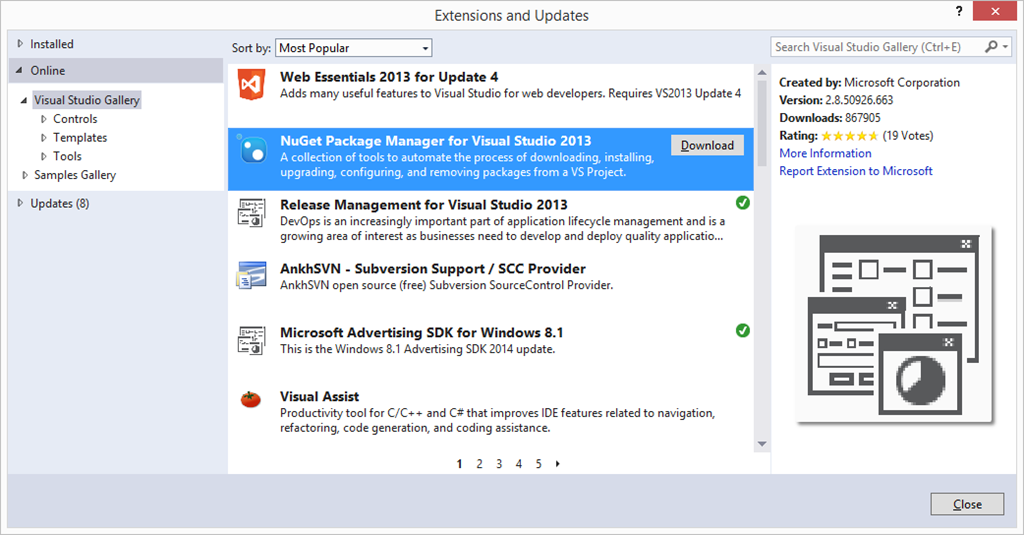 Extensions and Updates
?
Installed
Online
Visual Studio Gallery
Controls
Templates
Tools
Samples Gallery
Updates (8)
Sort by: Most Popular
Web Essentials 2013 for Update 4
Adds many useful features to Visual Studio for web developers. Requires VS2013 Update 4
NuGet Package Manager for Visual Studio 2013
Download
A collection of tools to automate the process of downloading, installing,
upgrading, configuring, and removing packages from a VS Project.
Release Management for Visual Studio 2013
DevOps is an increasingly important part of application lifecycle management and is a
growing area of interest as businesses need to develop and deploy quality applicatio...
AnkhSVN - Subversion Support / SCC Provider
AnkhSVN open source (free) Subversion SourceControl Provider.
Microsoft Advertising SDK for Windows 8.1
This is the Windows 8.1 Advertising SDK 2014 update.
Visual Assist
Productivity tool for C/C++ and C# that improves IDE features related to navigation,
refactoring, code generation, and coding assistance.
1 2 3 4 5
Search Visual Studio Gallery (Ctrl+E)
Created by: Microsoft Corporation
Version: 2.8.50926.663
Downloads: 867905
Rating: (19 Votes)
More Information
Report Extension to Microsoft
Close